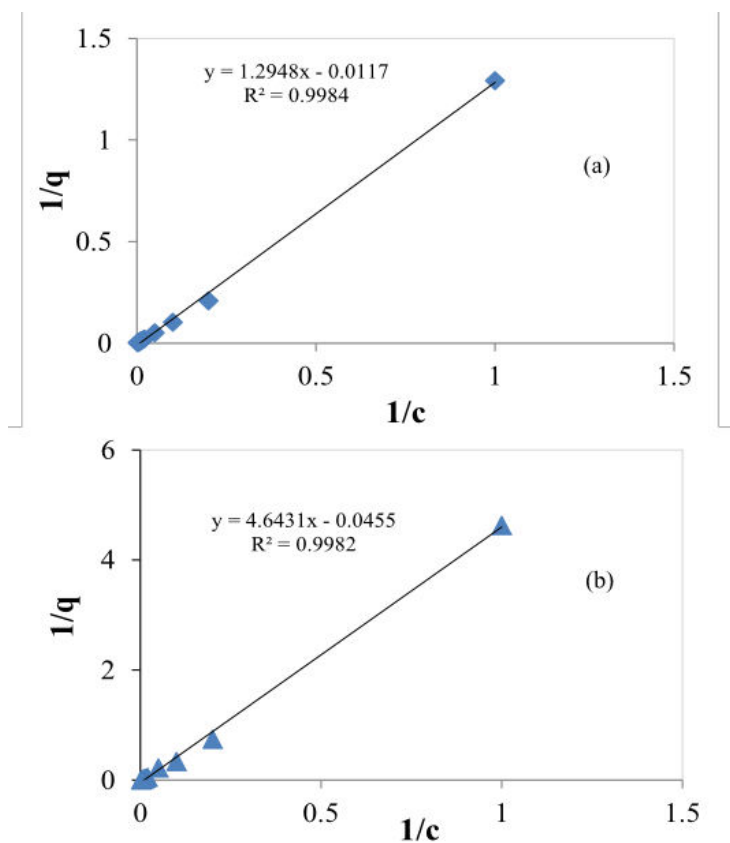 1.5
y = 1.2948x - 0.0117
R² = 0.9984
1
(a)
1/q
0.5
0
0 0.5 1 1.5
1/c
6
y = 4.6431x - 0.0455
R² = 0.9982
4
(b)
1/q
2
0
0 0.5 1 1.5
1/c